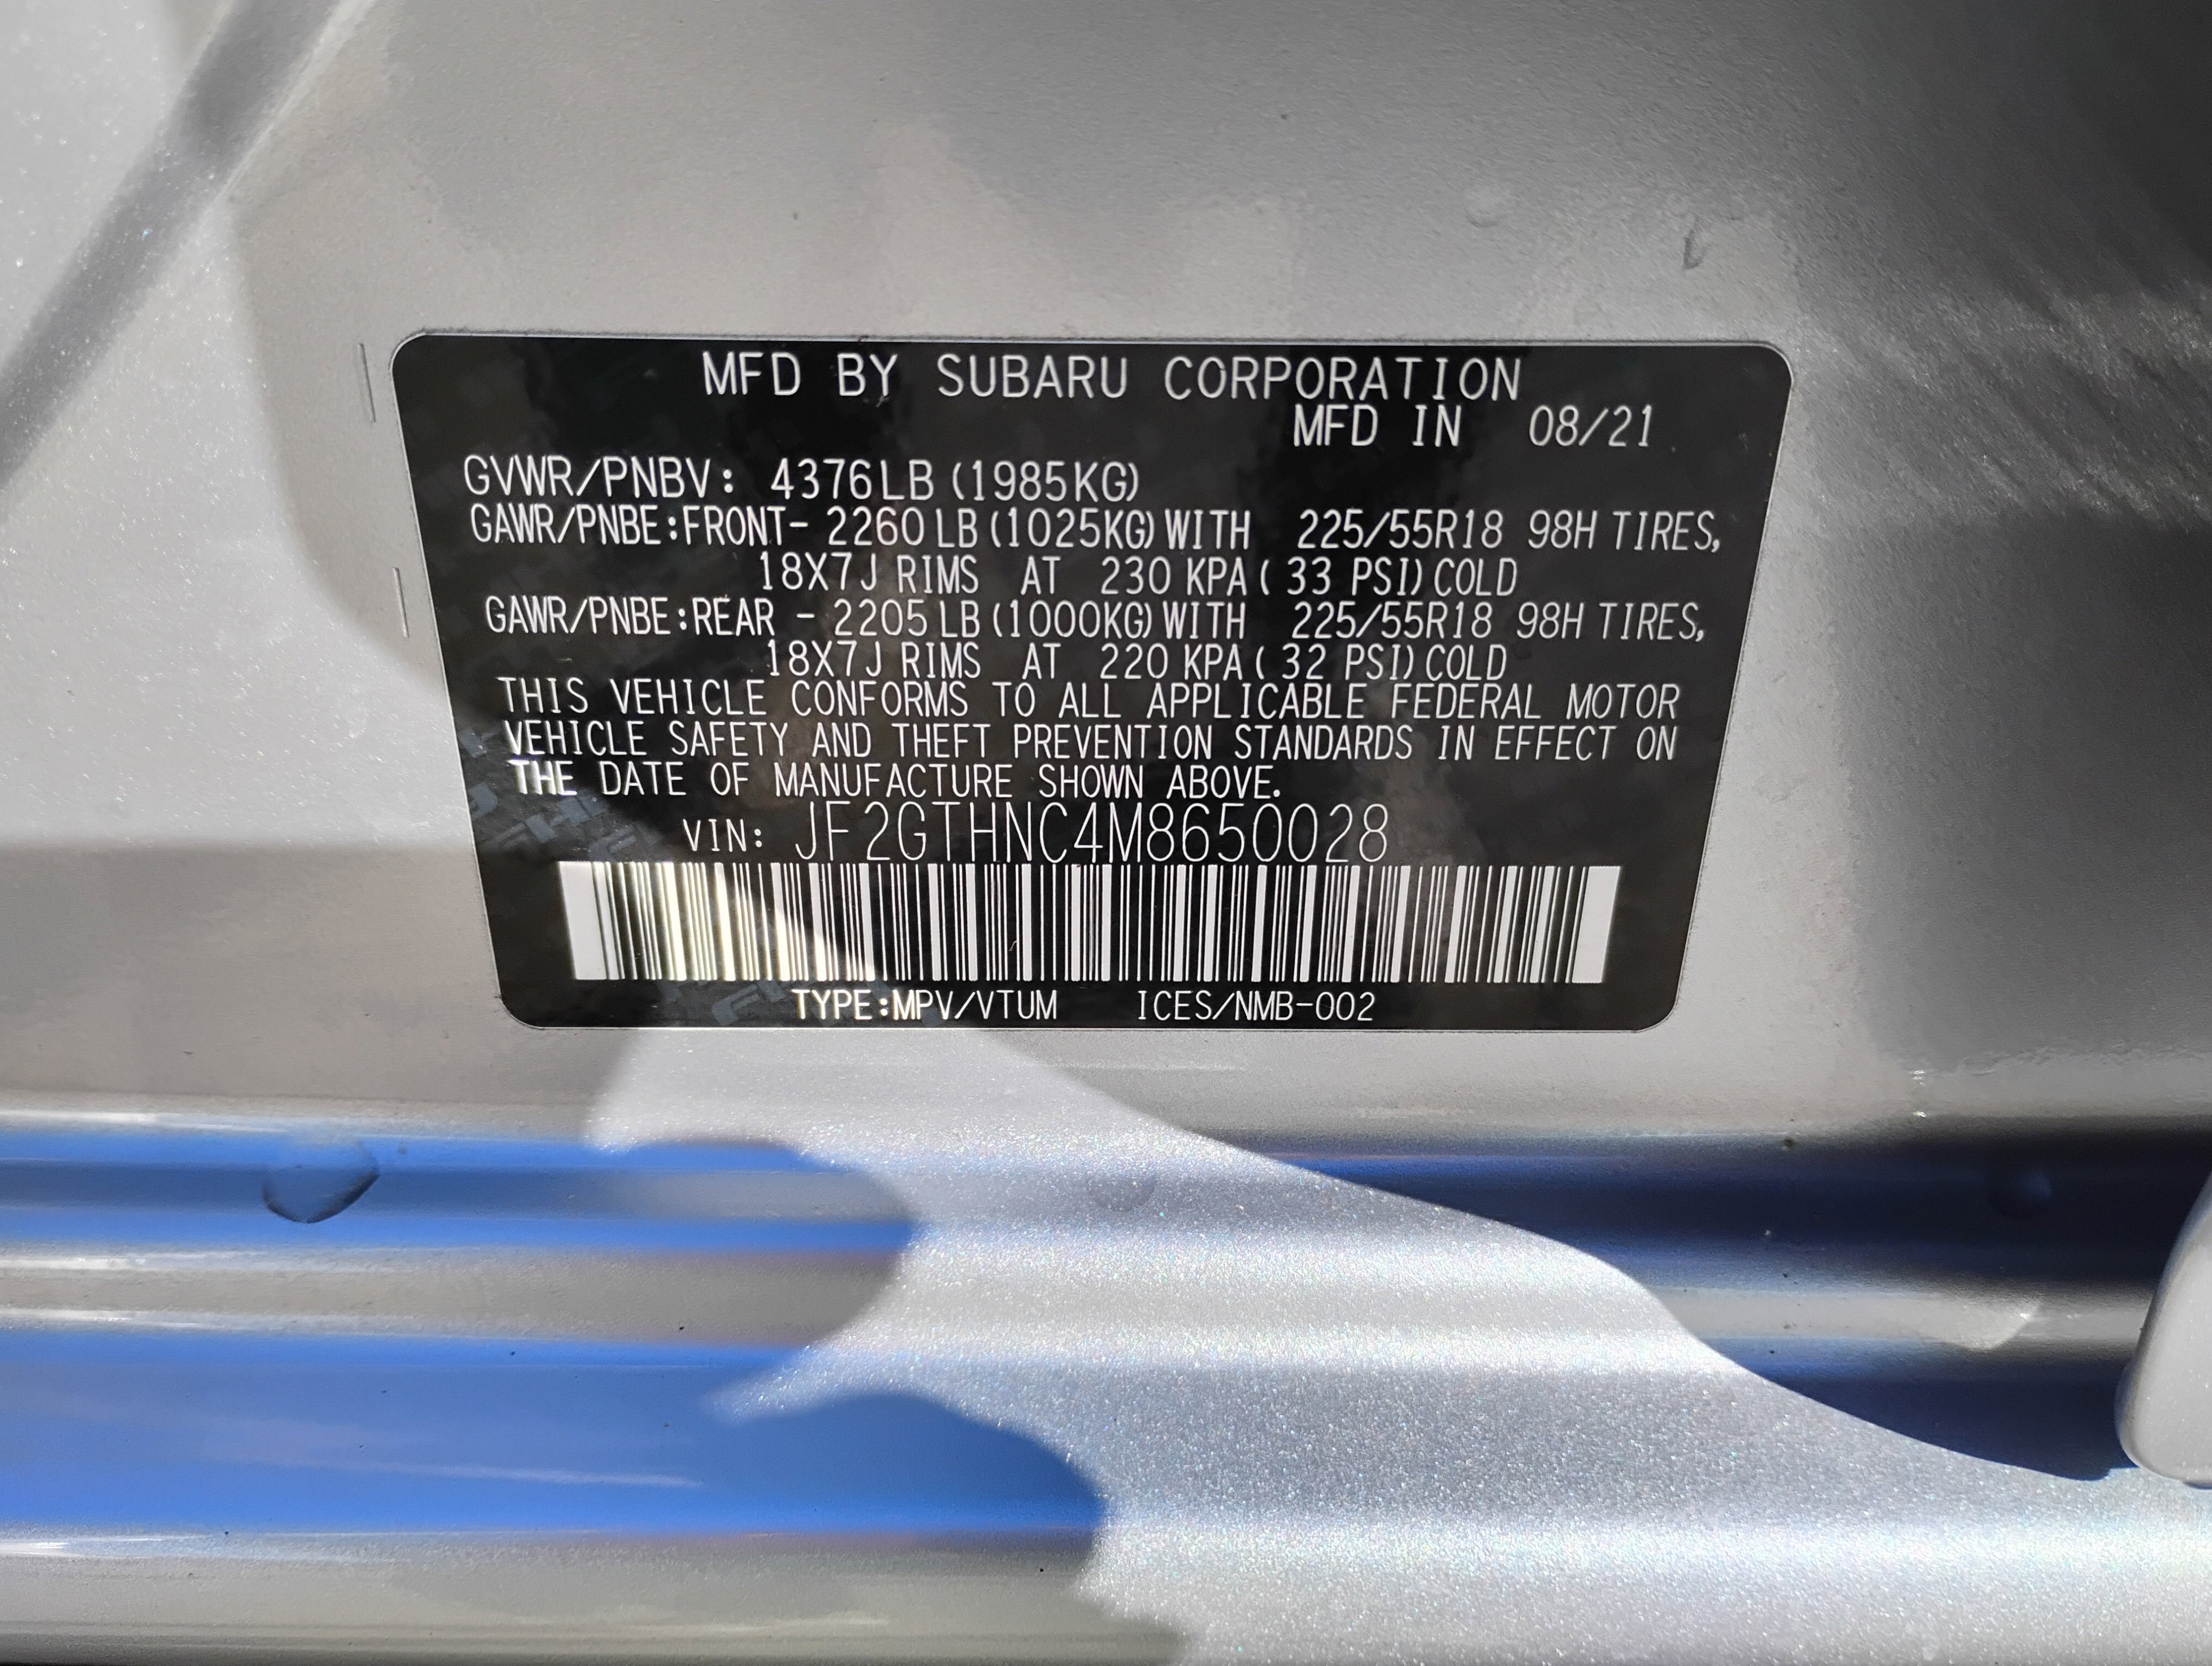 MFD BY SUBARU CORPORATION
MFD IN 08/21
GVWR/PNBV: 4376LB (1985KG)
GAWR/PNBE:FRONT- 2260 LB (1025KG) WITH 225/55R18 98H TIRES,
18X7J RIMS AT 230 KPA ( 33 PSI) COLD
GAWR/PNBE:REAR - 2205 LB (1000KG) WITH 225/55R18 98H TIRES,
18X7J RIMS AT 220 KPA ( 32 PSI) COLD
THIS VEHICLE CONFORMS TO ALL APPLICABLE FEDERAL MOTOR
VEHICLE SAFETY AND THEFT PREVENTION STANDARDS IN EFFECT ON
THE DATE OF MANUFACTURE SHOWN ABOVE.
VIN: JF2GTHNC4M8650028
TYPE:MPV/VTUM ICES/NMB-002